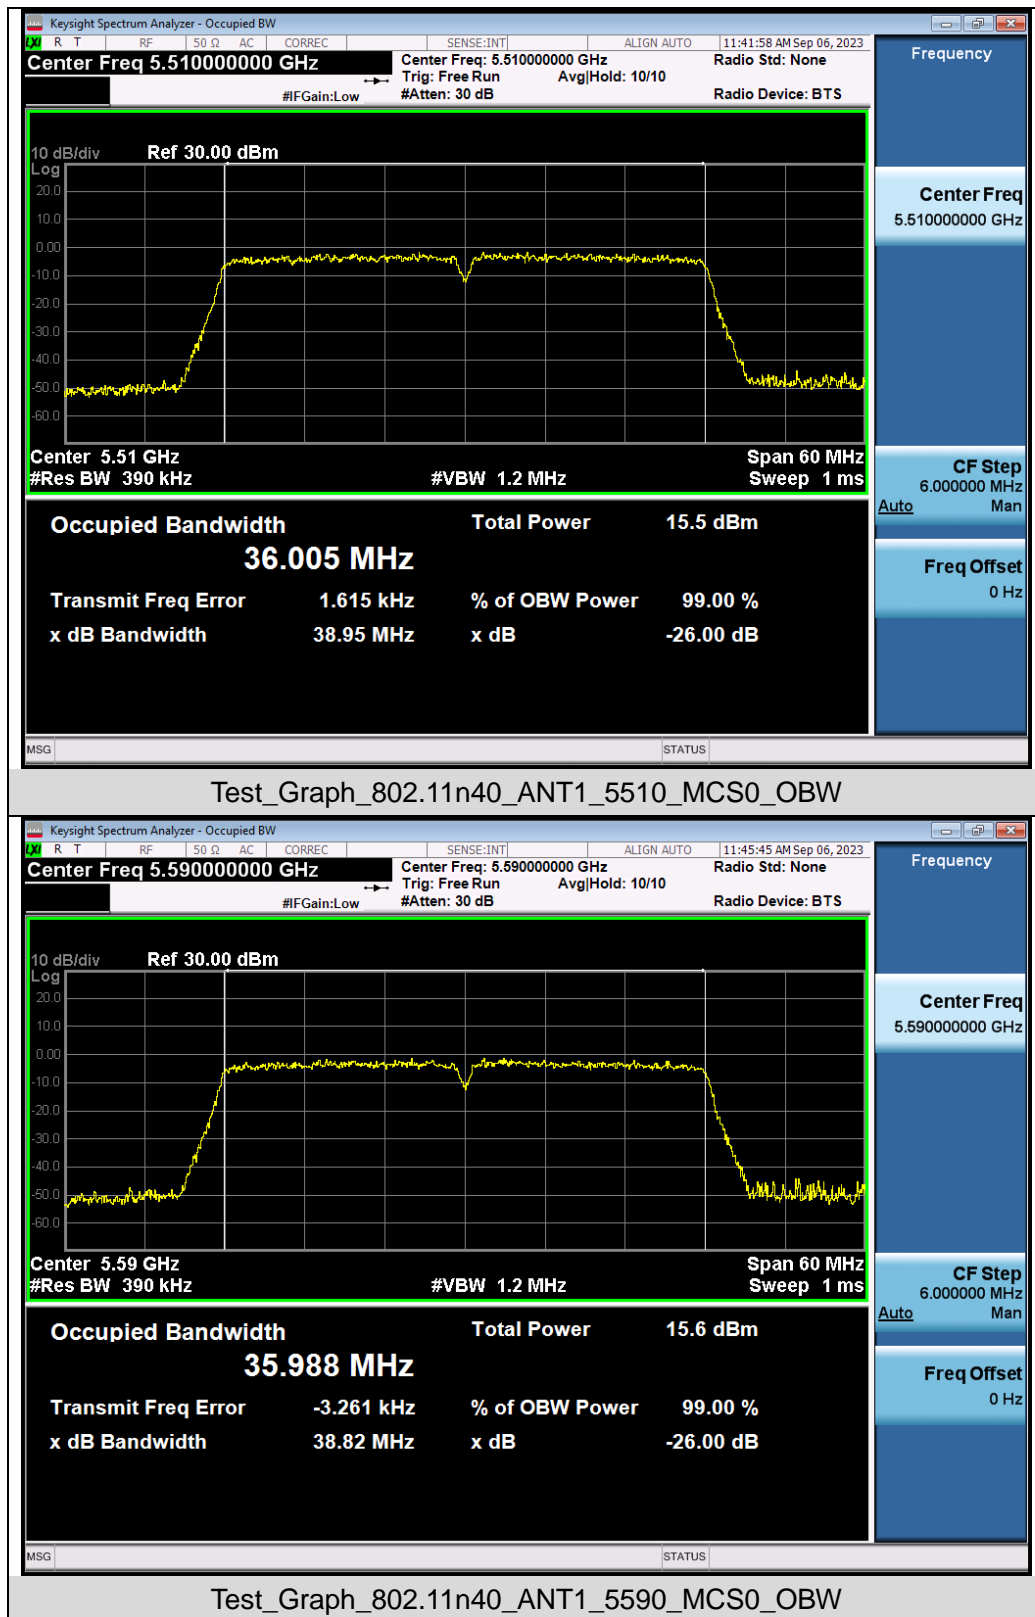 Keysight Spectrum Analyzer - Occupied BW
LXI R T RF 50 Ω AC CORREC SENSE:INT ALIGN AUTO 11:41:58 AM Sep 06, 2023
Center Freq 5.510000000 GHz
Center Freq: 5.510000000 GHz Radio Std: None
Trig: Free Run Avg|Hold: 10/10
#IFGain:Low #Atten: 30 dB Radio Device: BTS
Frequency
10 dB/div Ref 30.00 dBm
Log
20.0
10.0
0.00
-10.0
-20.0
-30.0
-40.0
-50.0
-60.0
Center 5.51 GHz Span 60 MHz
#Res BW 390 kHz #VBW 1.2 MHz Sweep 1 ms
Center Freq
5.510000000 GHz
CF Step
6.000000 MHz
Auto Man
Freq Offset
0 Hz
Occupied Bandwidth Total Power 15.5 dBm
36.005 MHz
Transmit Freq Error 1.615 kHz % of OBW Power 99.00 %
x dB Bandwidth 38.95 MHz x dB -26.00 dB
MSG STATUS
Test_Graph_802.11n40_ANT1_5510_MCS0_OBW
Keysight Spectrum Analyzer - Occupied BW
LXI R T RF 50 Ω AC CORREC SENSE:INT ALIGN AUTO 11:45:45 AM Sep 06, 2023
Center Freq 5.590000000 GHz
Center Freq: 5.590000000 GHz Radio Std: None
Trig: Free Run Avg|Hold: 10/10
#IFGain:Low #Atten: 30 dB Radio Device: BTS
Frequency
10 dB/div Ref 30.00 dBm
Log
20.0
10.0
0.00
-10.0
-20.0
-30.0
-40.0
-50.0
-60.0
Center 5.59 GHz Span 60 MHz
#Res BW 390 kHz #VBW 1.2 MHz Sweep 1 ms
Center Freq
5.590000000 GHz
CF Step
6.000000 MHz
Auto Man
Freq Offset
0 Hz
Occupied Bandwidth Total Power 15.6 dBm
35.988 MHz
Transmit Freq Error -3.261 kHz % of OBW Power 99.00 %
x dB Bandwidth 38.82 MHz x dB -26.00 dB
MSG STATUS
Test_Graph_802.11n40_ANT1_5590_MCS0_OBW